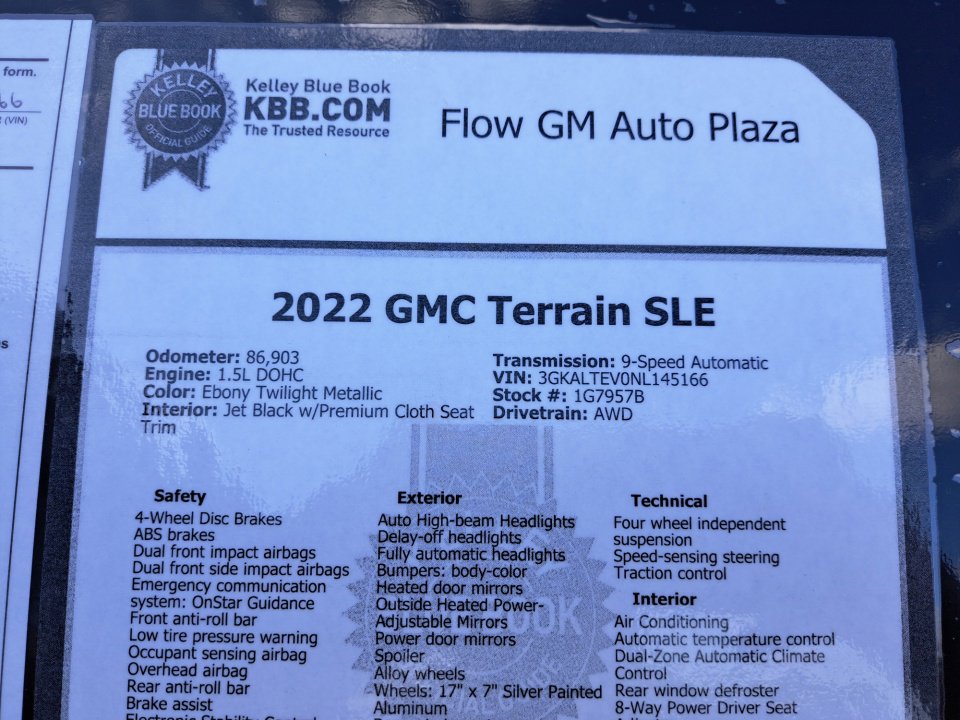 form.
66
(VIN)
s
KELLEY
BLUE BOOK
OFFICIAL GUIDE
Kelley Blue Book
KBB.COM
The Trusted Resource
Flow GM Auto Plaza
2022 GMC Terrain SLE
Odometer: 86,903
Engine: 1.5L DOHC
Color: Ebony Twilight Metallic
Interior: Jet Black w/Premium Cloth Seat
Trim
Transmission: 9-Speed Automatic
VIN: 3GKALTEV0NL145166
Stock #: 1G7957B
Drivetrain: AWD
Safety
4-Wheel Disc Brakes
ABS brakes
Dual front impact airbags
Dual front side impact airbags
Emergency communication
system: OnStar Guidance
Front anti-roll bar
Low tire pressure warning
Occupant sensing airbag
Overhead airbag
Rear anti-roll bar
Brake assist
Electronic Stability Control
Exterior
Auto High-beam Headlights
Delay-off headlights
Fully automatic headlights
Bumpers: body-color
Heated door mirrors
Outside Heated Power-
Adjustable Mirrors
Power door mirrors
Spoiler
Alloy wheels
Wheels: 17" x 7" Silver Painted
Aluminum
Technical
Four wheel independent
suspension
Speed-sensing steering
Traction control
Interior
Air Conditioning
Automatic temperature control
Dual-Zone Automatic Climate
Control
Rear window defroster
8-Way Power Driver Seat